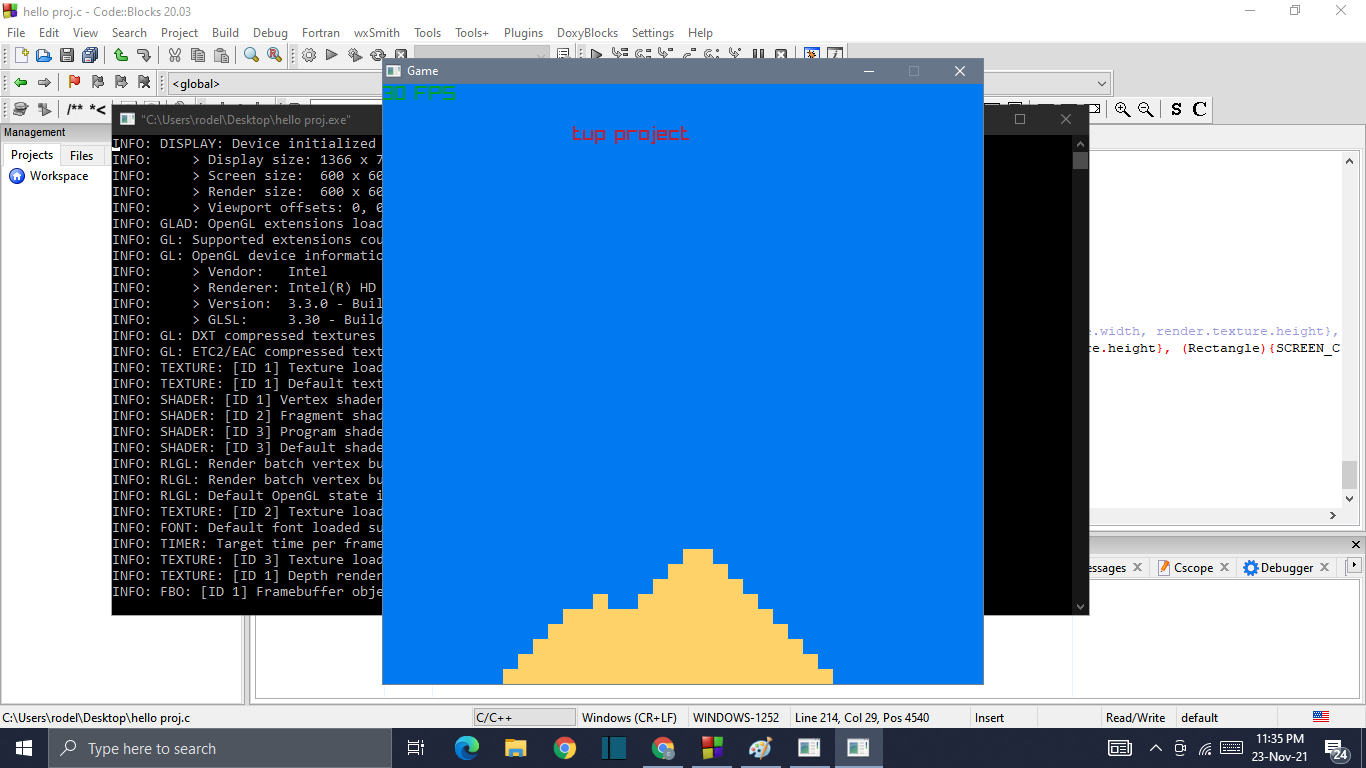 hello proj.c - Code::Blocks 20.03
File Edit View Search Project Build Debug Fortran wxSmith Tools Tools+ Plugins DoxyBlocks Settings Help
<global>
/** *<
S C
Management
Projects Files
Workspace
"C:\Users\rodel\Desktop\hello proj.exe"
INFO: DISPLAY: Device initialized
INFO: > Display size: 1366 x 7
INFO: > Screen size: 600 x 60
INFO: > Render size: 600 x 60
INFO: > Viewport offsets: 0, 0
INFO: GLAD: OpenGL extensions load
INFO: GL: Supported extensions cou
INFO: GL: OpenGL device informatio
INFO: > Vendor: Intel
INFO: > Renderer: Intel(R) HD
INFO: > Version: 3.3.0 - Buil
INFO: > GLSL: 3.30 - Build
INFO: GL: DXT compressed textures
INFO: GL: ETC2/EAC compressed text
INFO: TEXTURE: [ID 1] Texture load
INFO: TEXTURE: [ID 1] Default text
INFO: SHADER: [ID 1] Vertex shader
INFO: SHADER: [ID 2] Fragment shad
INFO: SHADER: [ID 3] Program shade
INFO: SHADER: [ID 3] Default shade
INFO: RLGL: Render batch vertex bu
INFO: RLGL: Render batch vertex bu
INFO: RLGL: Default OpenGL state i
INFO: TEXTURE: [ID 2] Texture load
INFO: FONT: Default font loaded su
INFO: TIMER: Target time per frame
INFO: TEXTURE: [ID 3] Texture load
INFO: TEXTURE: [ID 1] Depth render
INFO: FBO: [ID 1] Framebuffer obje
Game
30 FPS
tup project
e.width, render.texture.height},
re.height}, (Rectangle){SCREEN_C
essages Cscope Debugger
C:\Users\rodel\Desktop\hello proj.c C/C++ Windows (CR+LF) WINDOWS-1252 Line 214, Col 29, Pos 4540 Insert Read/Write default
Type here to search
11:35 PM
23-Nov-21
24